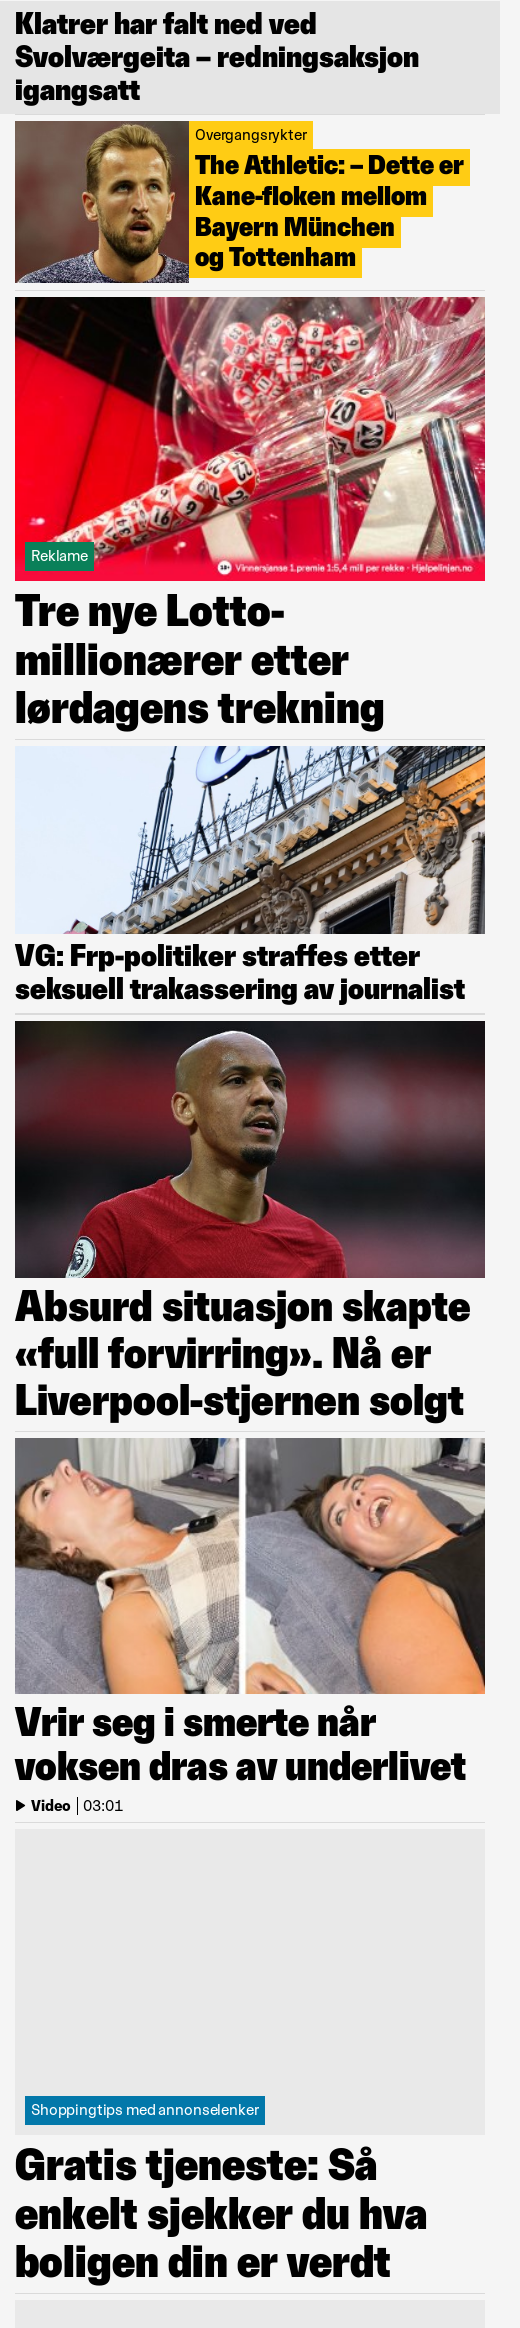 Klatrer har falt ned ved
Svolværgeita – redningsaksjon
igangsatt
Overgangsrykter
The Athletic: – Dette er
Kane-floken mellom
Bayern München
og Tottenham
Reklame
18+ Vinnersjanse 1.premie 1:5,4 mill per rekke - Hjelpelinjen.no
Tre nye Lotto-
millionærer etter
lørdagens trekning
VG: Frp-politiker straffes etter
seksuell trakassering av journalist
Absurd situasjon skapte
«full forvirring». Nå er
Liverpool-stjernen solgt
Vrir seg i smerte når
voksen dras av underlivet
Video | 03:01
Shoppingtips med annonselenker
Gratis tjeneste: Så
enkelt sjekker du hva
boligen din er verdt